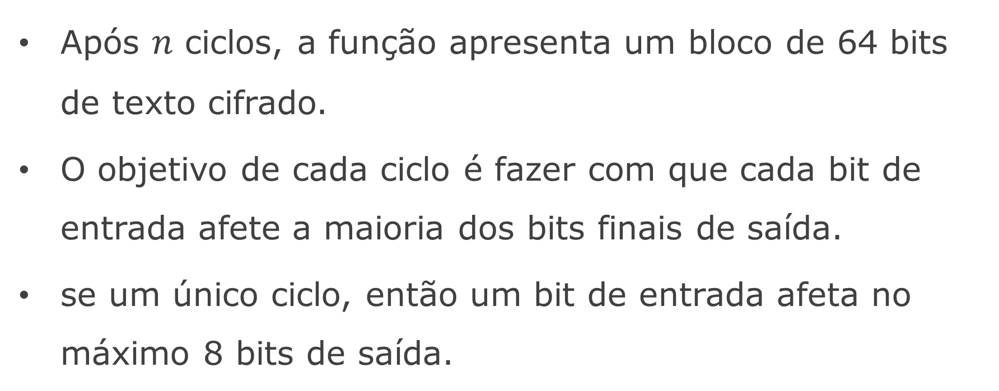 • Após n ciclos, a função apresenta um bloco de 64 bits
de texto cifrado.
• O objetivo de cada ciclo é fazer com que cada bit de
entrada afete a maioria dos bits finais de saída.
• se um único ciclo, então um bit de entrada afeta no
máximo 8 bits de saída.